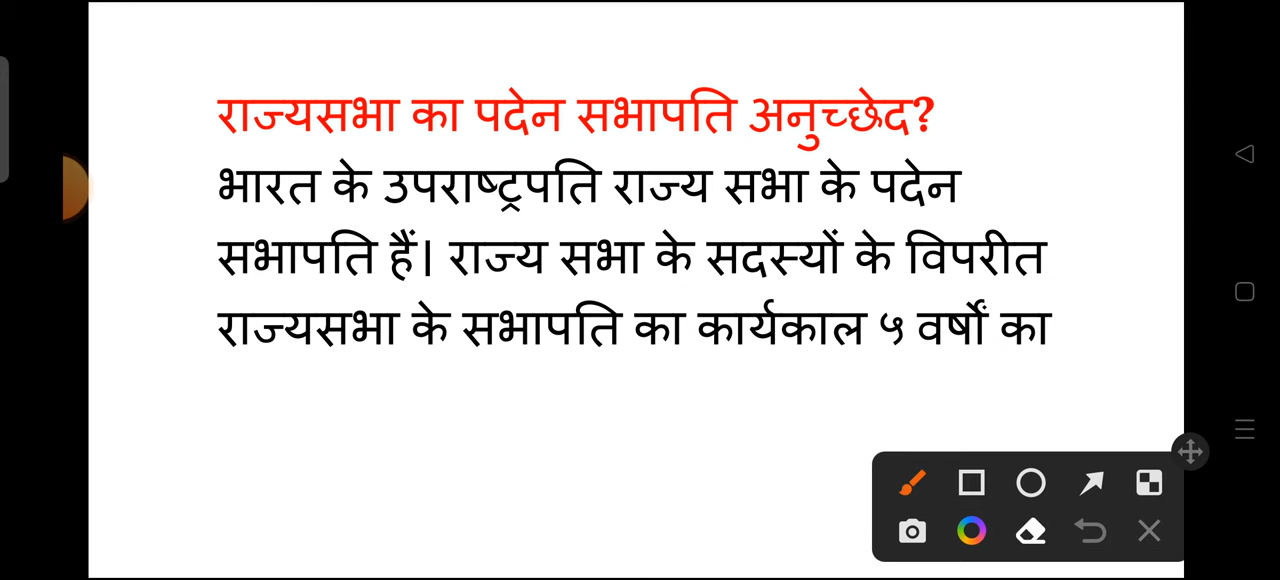 राज्यसभा का पदेन सभापति अनुच्छेद?
भारत के उपराष्ट्रपति राज्य सभा के पदेन
सभापति हैं। राज्य सभा के सदस्यों के विपरीत
राज्यसभा के सभापति का कार्यकाल ५ वर्षों का